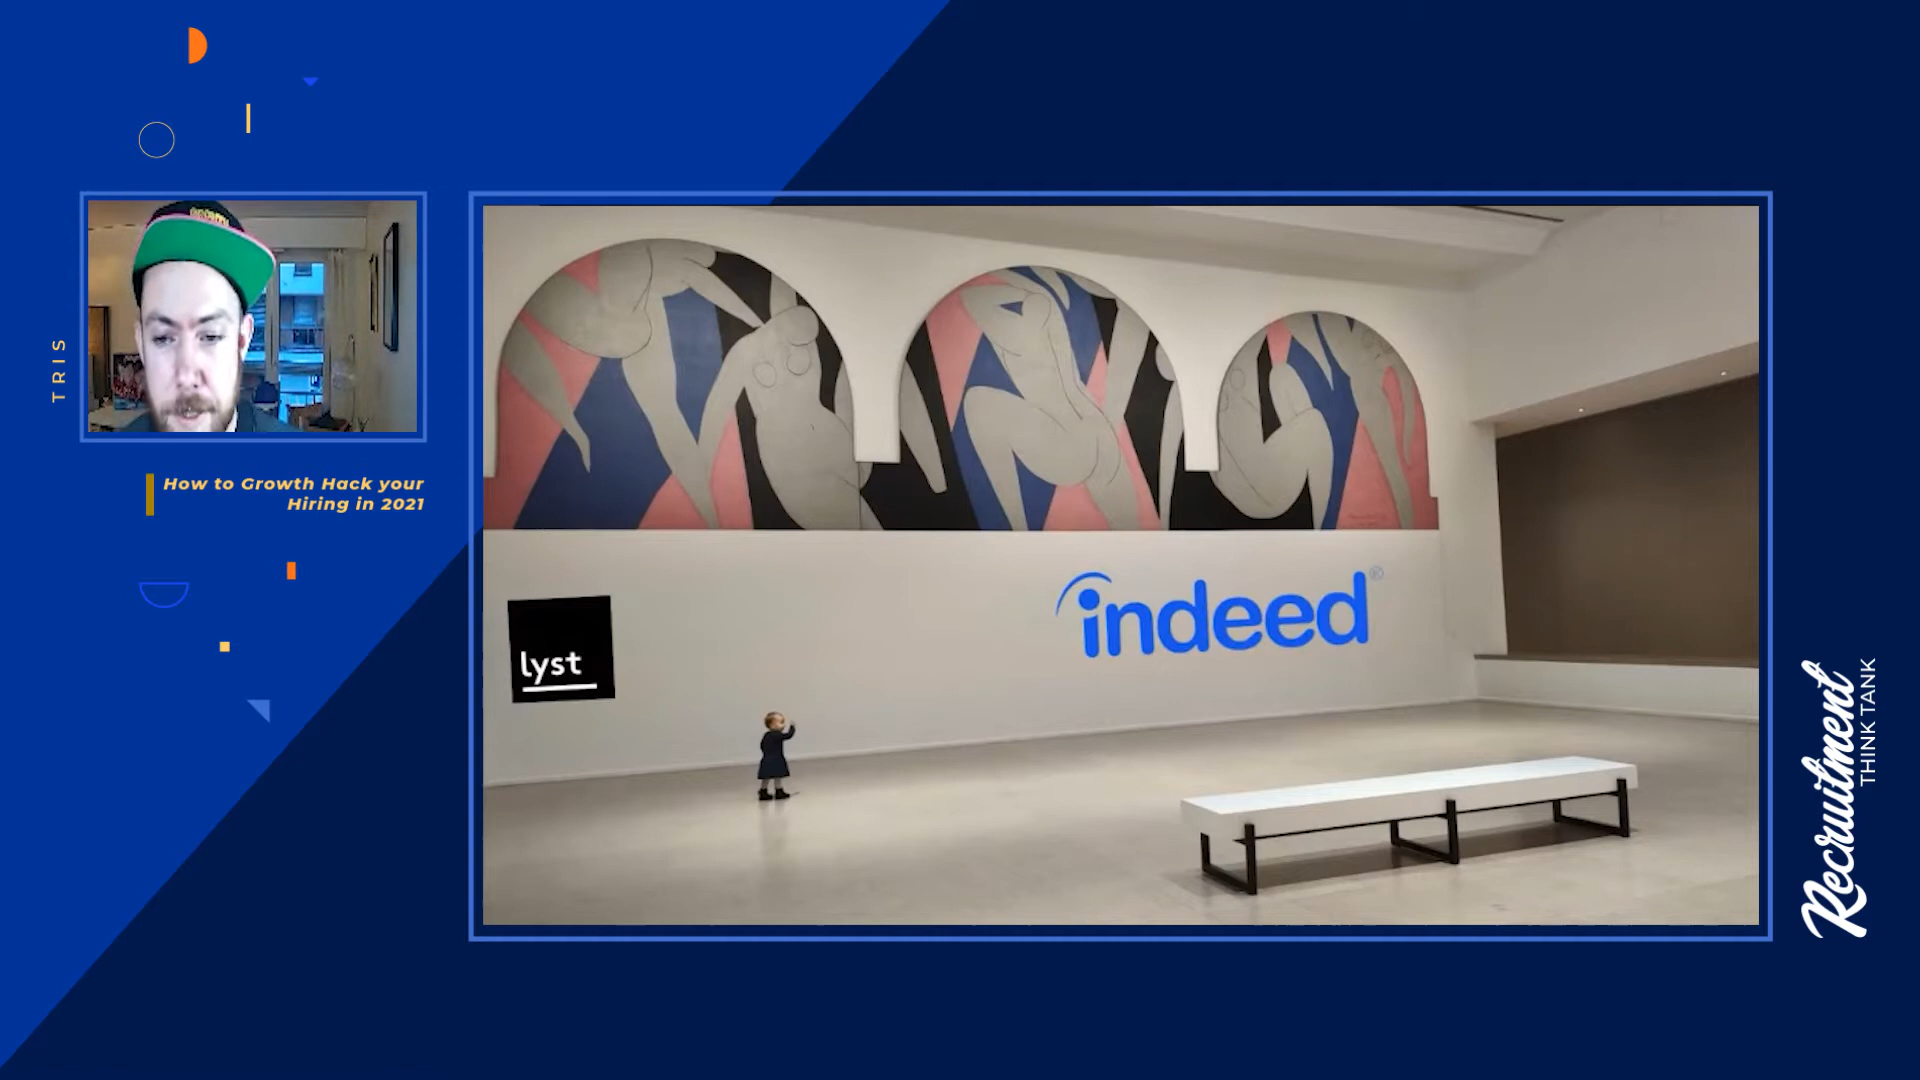 TRIS
How to Growth Hack your
Hiring in 2021
lyst
indeed®
Recruitment
THINK TANK